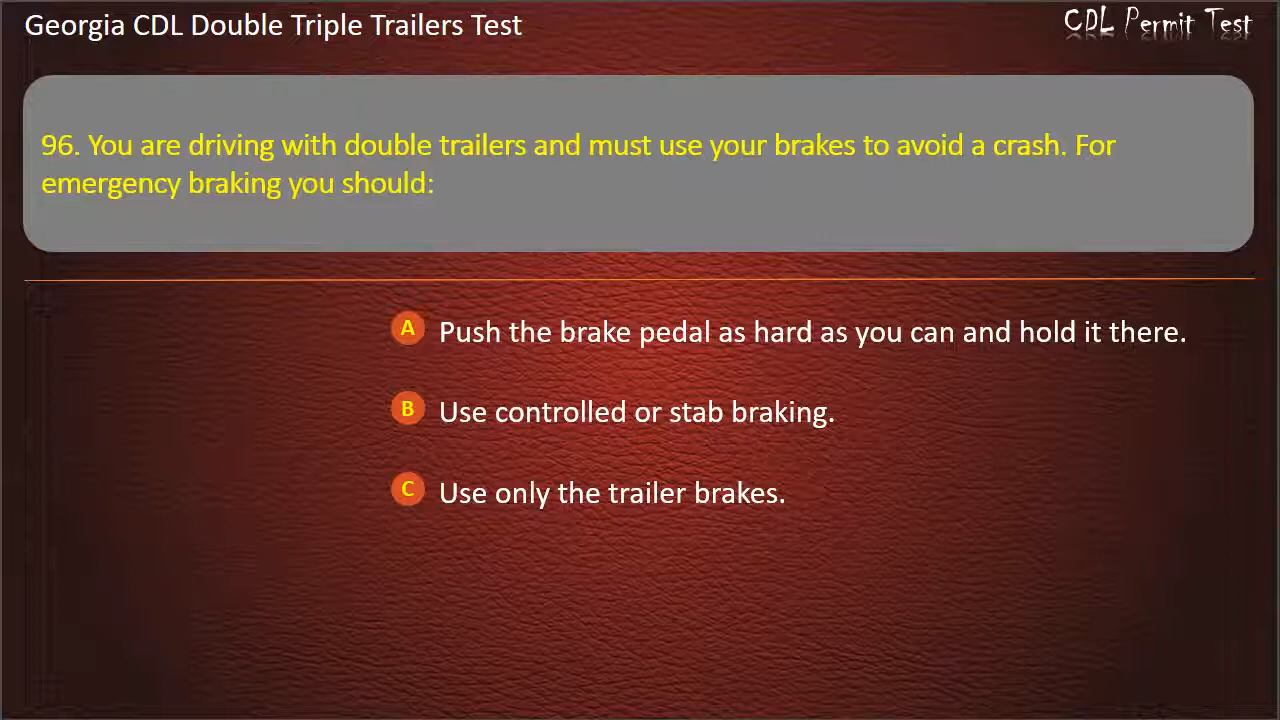 Georgia CDL Double Triple Trailers Test
CDL Permit Test
96. You are driving with double trailers and must use your brakes to avoid a crash. For
emergency braking you should:
A Push the brake pedal as hard as you can and hold it there.
B Use controlled or stab braking.
C Use only the trailer brakes.